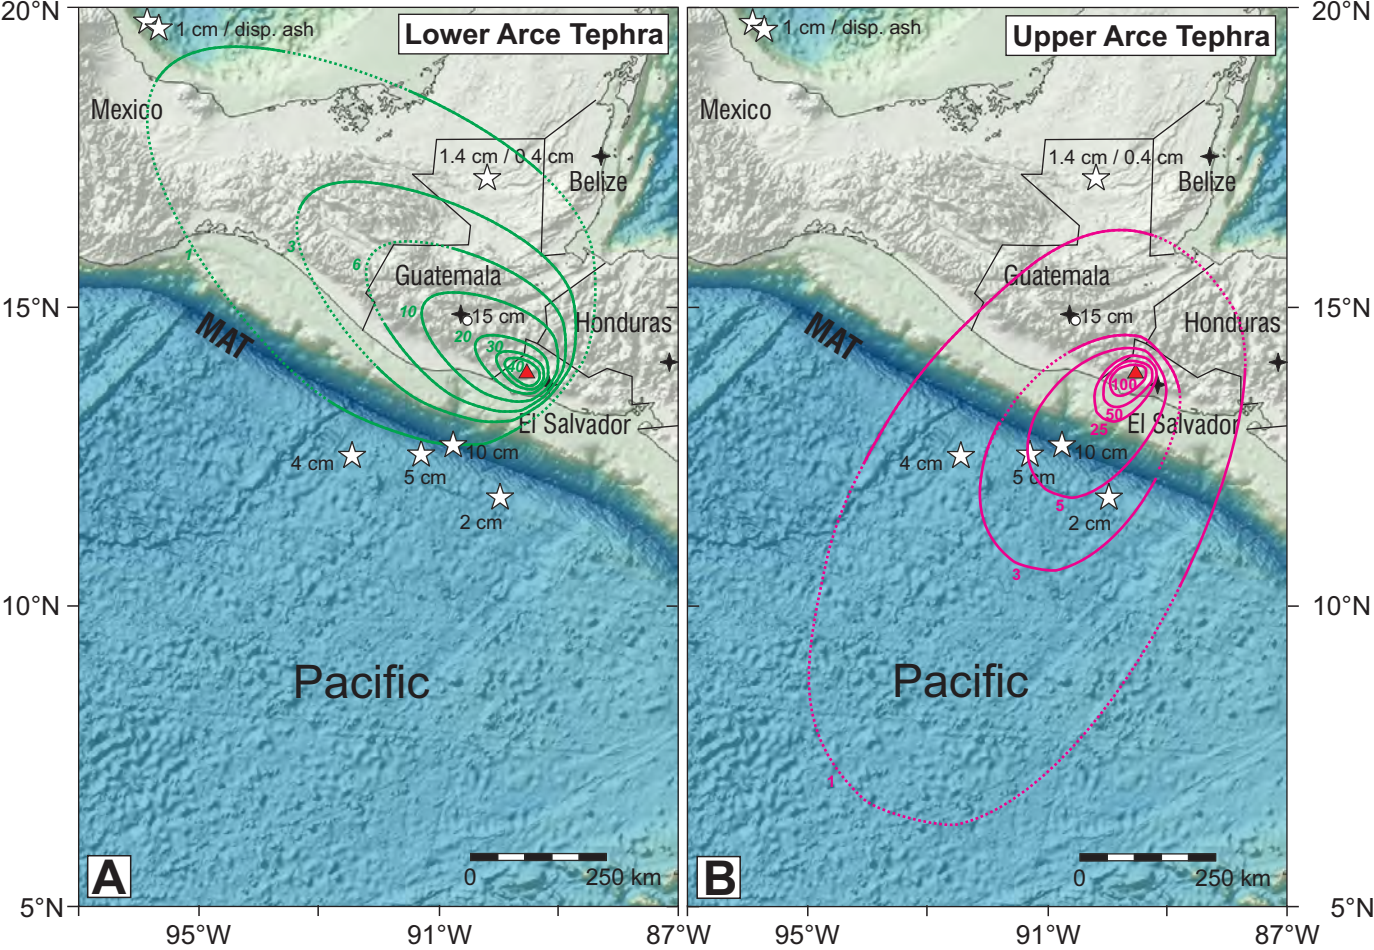 20°N
1 cm / disp. ash
Lower Arce Tephra
1 cm / disp. ash
Upper Arce Tephra
20°N
Mexico
1.4 cm / 0.4 cm
Belize
Mexico
1.4 cm / 0.4 cm
Belize
1
3
6
Guatemala
Guatemala
15°N
10
15 cm
Honduras
15 cm
Honduras
15°N
MAT
20
30
40
MAT
100
50
El Salvador
25
El Salvador
4 cm
5 cm
10 cm
2 cm
4 cm
5 cm
10 cm
5
2 cm
3
10°N
10°N
Pacific
Pacific
1
A
0
250 km
B
0
250 km
5°N
5°N
95°W
91°W
87°W
95°W
91°W
87°W